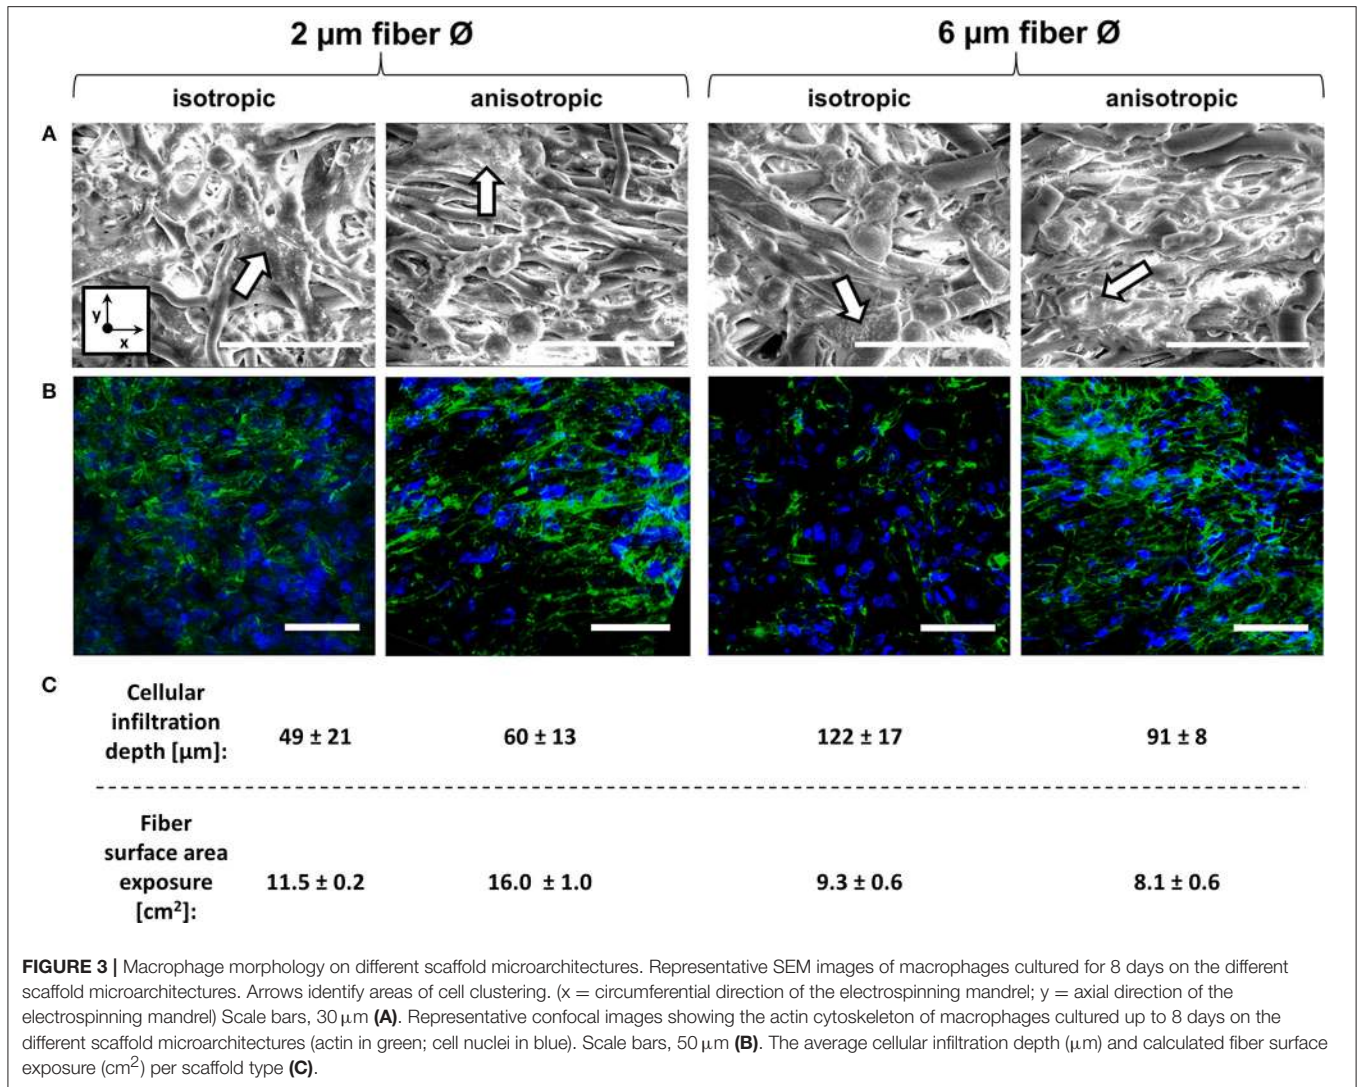 2 µm fiber Ø 6 µm fiber Ø
isotropic anisotropic isotropic anisotropic
A
y
x
B
C
Cellular
infiltration
depth [µm]: 49 ± 21 60 ± 13 122 ± 17 91 ± 8
Fiber
surface area
exposure 11.5 ± 0.2 16.0 ± 1.0 9.3 ± 0.6 8.1 ± 0.6
[cm²]:
FIGURE 3 | Macrophage morphology on different scaffold microarchitectures. Representative SEM images of macrophages cultured for 8 days on the different
scaffold microarchitectures. Arrows identify areas of cell clustering. (x = circumferential direction of the electrospinning mandrel; y = axial direction of the
electrospinning mandrel) Scale bars, 30 µm (A). Representative confocal images showing the actin cytoskeleton of macrophages cultured up to 8 days on the
different scaffold microarchitectures (actin in green; cell nuclei in blue). Scale bars, 50 µm (B). The average cellular infiltration depth (µm) and calculated fiber surface
exposure (cm²) per scaffold type (C).